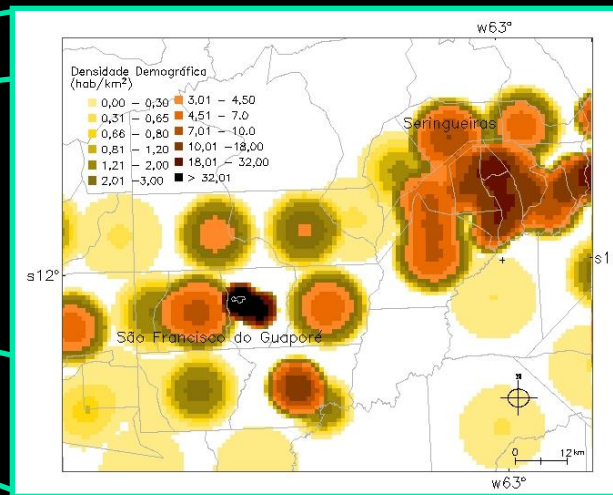 w63°
Densidade Demográfica
(hab/km²)
0,00 – 0,30
0,31 – 0,65
0,66 – 0,80
0,81 – 1,20
1,21 – 2,00
2,01 –3,00
3,01 – 4,50
4,51 – 7.0
7,01 – 10.0
10,01 –18,00
18,01 – 32,00
> 32,01
Seringueiras
s12°
s1
São Francisco do Guaporé
0 12 km
w63°